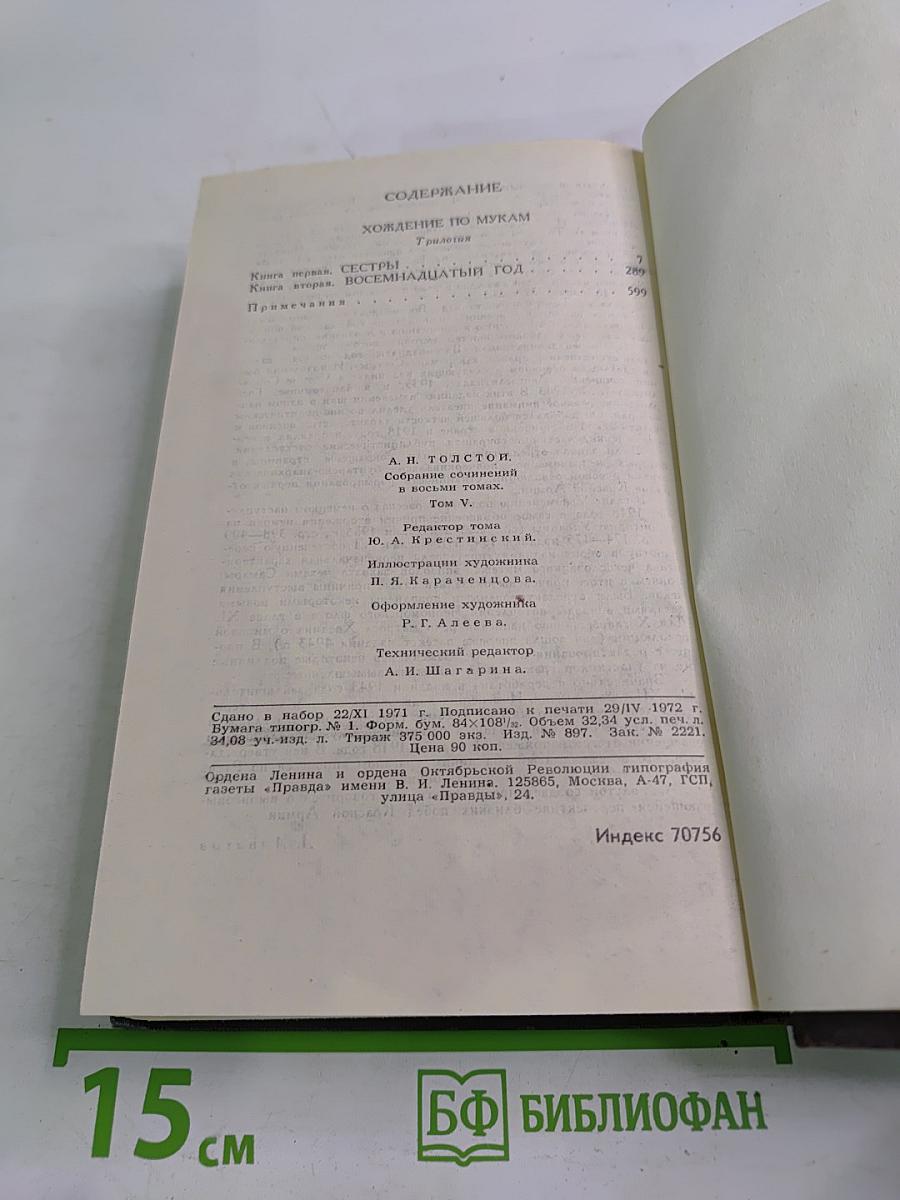 СОДЕРЖАНИЕ
ХОЖДЕНИЕ ПО МУКАМ
Трилогия
Книга первая. СЕСТРЫ . . . . . . . . . . . . . . . 7
Книга вторая. ВОСЕМНАДЦАТЫЙ ГОД . . . . . . 289
Примечания . . . . . . . . . . . . . . . . . . 599
А. Н. ТОЛСТОЙ.
Собрание сочинений
в восьми томах.
Том V.
Редактор тома
Ю. А. Крестинский.
Иллюстрации художника
П. Я. Караченцова.
Оформление художника
Р. Г. Алеева.
Технический редактор
А. И. Шагарина.
Сдано в набор 22/XI 1971 г. Подписано к печати 29/IV 1972 г.
Бумага типогр. № 1. Форм. бум. 84×108¹/₃₂. Объем 32,34 усл. печ. л.
34,08 уч.-изд. л. Тираж 375 000 экз. Изд. № 897. Зак. № 2221.
Цена 90 коп.
Ордена Ленина и ордена Октябрьской Революции типография
газеты «Правда» имени В. И. Ленина. 125865, Москва, А-47, ГСП,
улица «Правды», 24.
Индекс 70756
15 см
БФ БИБЛИОФАН